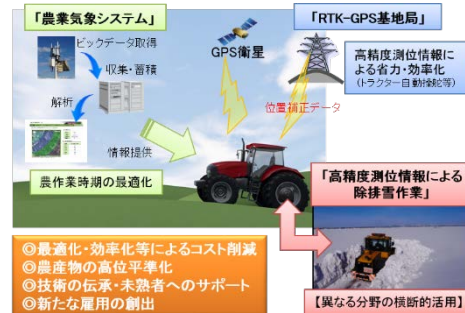 「農業気象システム」
ビックデータ取得
収集・蓄積
解析
情報提供
農作業時期の最適化
GPS衛星
「RTK-GPS基地局」
高精度測位情報に
よる省力・効率化
(トラクター自動操舵等)
位置補正データ
「高精度測位情報による
除排雪作業」
【異なる分野の横断的活用】
◎最適化・効率化等によるコスト削減
◎農産物の高位平準化
◎技術の伝承・未熟者へのサポート
◎新たな雇用の創出